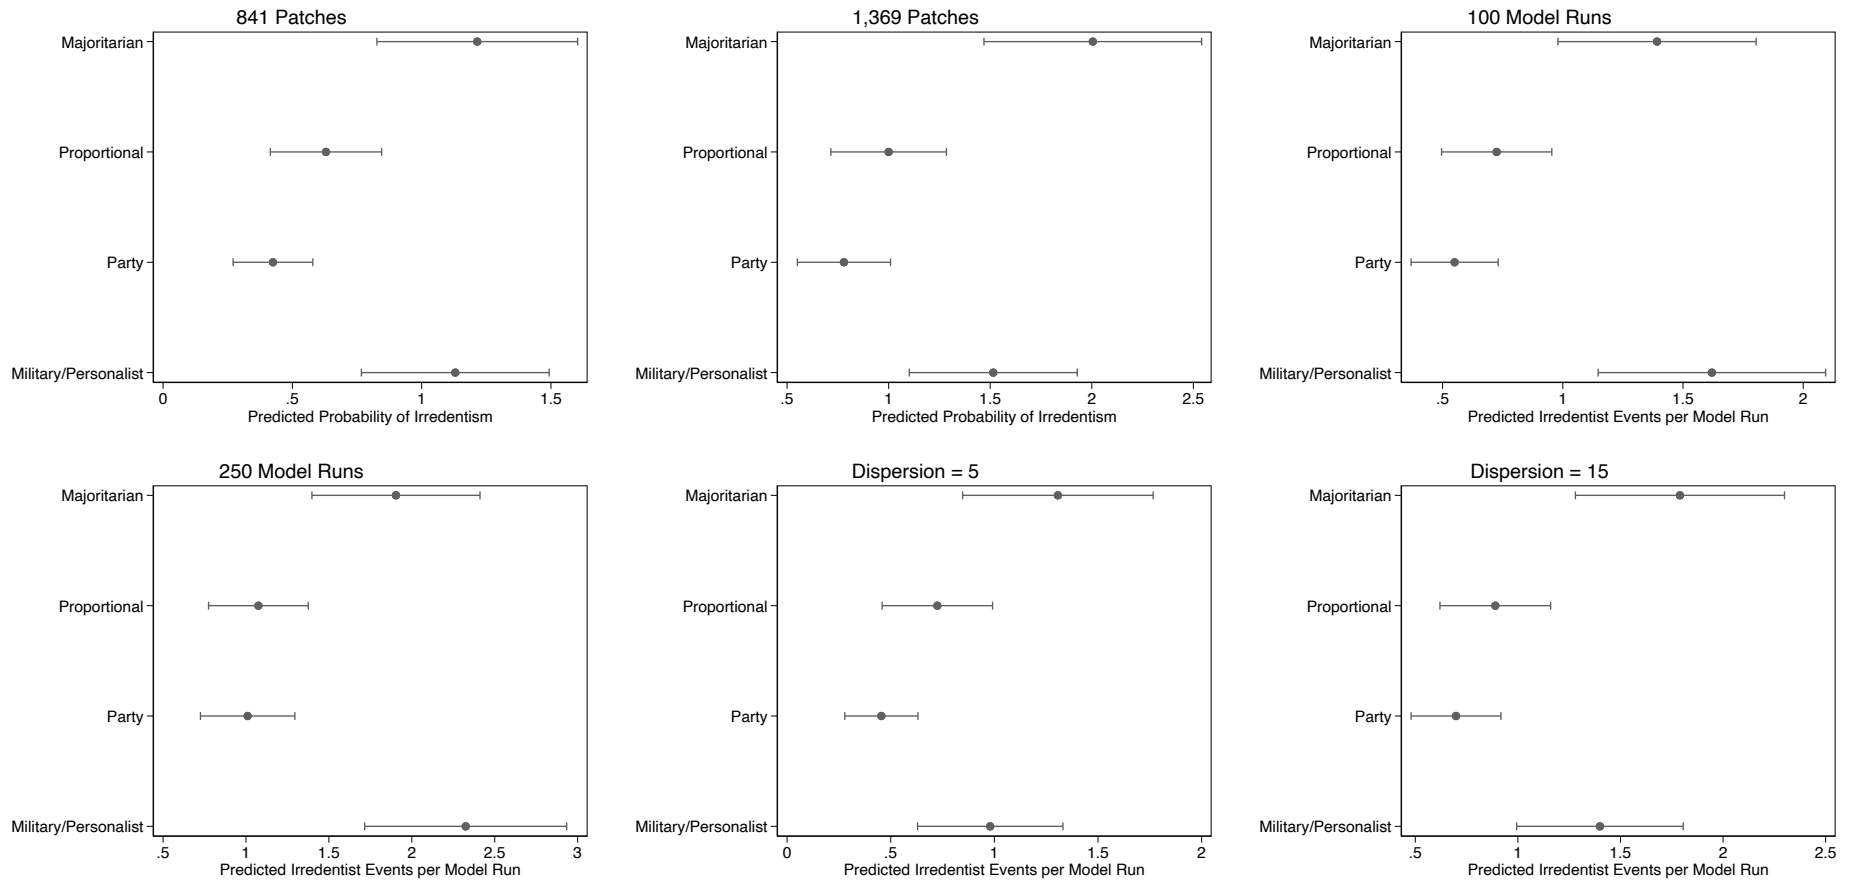 841 Patches
Majoritarian
Proportional
Party
Military/Personalist
0 .5 1 1.5
Predicted Probability of Irredentism
1,369 Patches
Majoritarian
Proportional
Party
Military/Personalist
.5 1 1.5 2 2.5
Predicted Probability of Irredentism
100 Model Runs
Majoritarian
Proportional
Party
Military/Personalist
.5 1 1.5 2
Predicted Irredentist Events per Model Run
250 Model Runs
Majoritarian
Proportional
Party
Military/Personalist
.5 1 1.5 2 2.5 3
Predicted Irredentist Events per Model Run
Dispersion = 5
Majoritarian
Proportional
Party
Military/Personalist
0 .5 1 1.5 2
Predicted Irredentist Events per Model Run
Dispersion = 15
Majoritarian
Proportional
Party
Military/Personalist
.5 1 1.5 2 2.5
Predicted Irredentist Events per Model Run